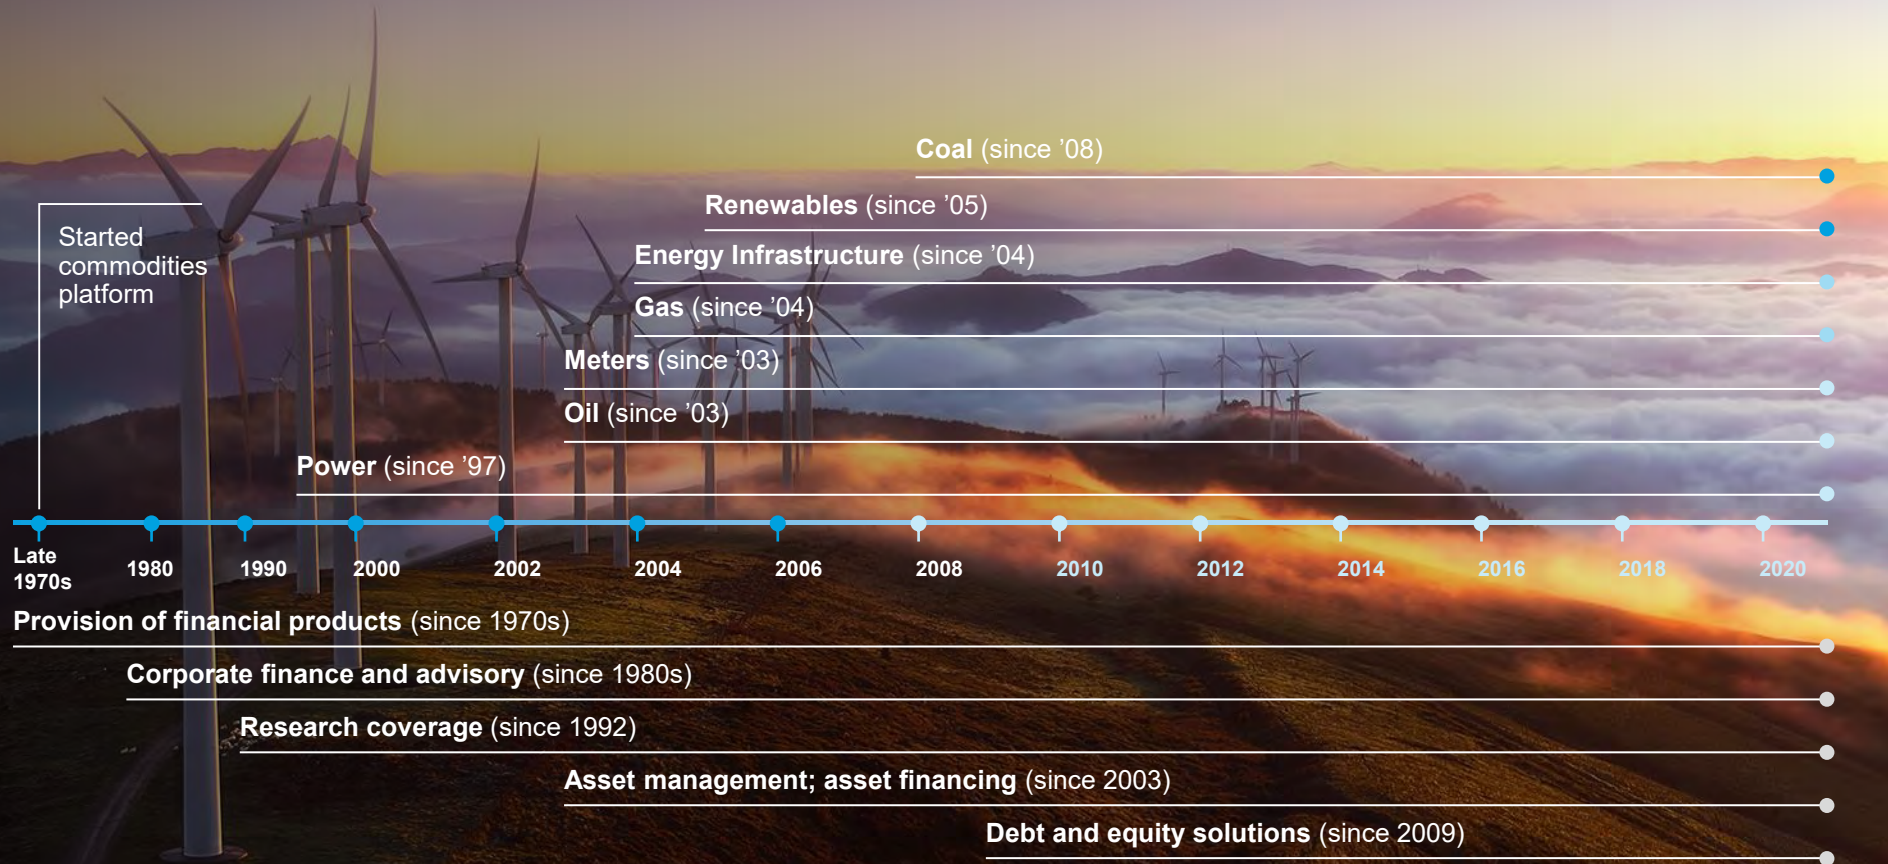 Coal (since ’08)
Renewables (since ’05)
Started
commodities
platform
Energy Infrastructure (since ’04)
Gas (since ’04)
Meters (since ’03)
Oil (since ’03)
Power (since ’97)
Late
1970s
1980
1990
2000
2002
2004
2006
2008
2010
2012
2014
2016
2018
2020
Provision of financial products (since 1970s)
Corporate finance and advisory (since 1980s)
Research coverage (since 1992)
Asset management; asset financing (since 2003)
Debt and equity solutions (since 2009)